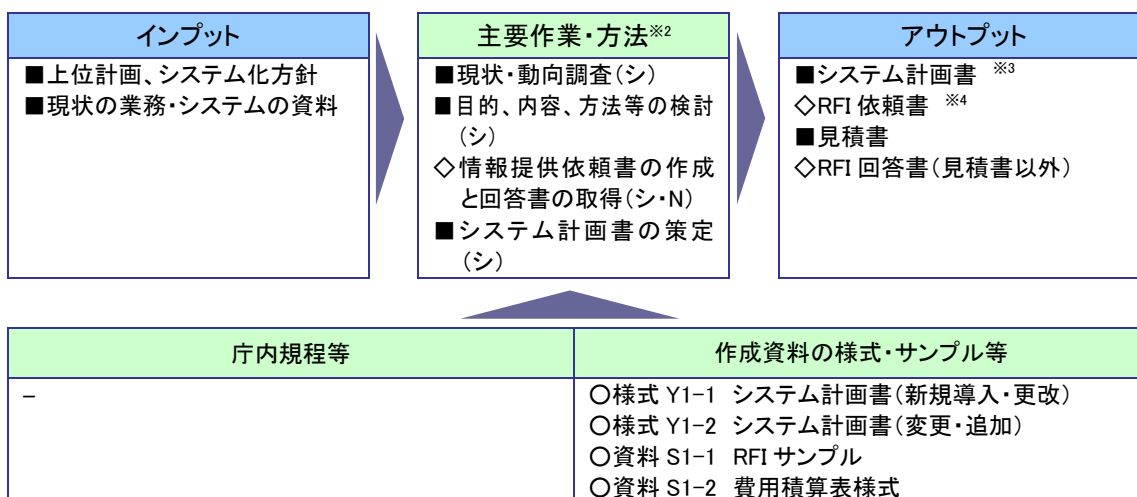 インプット
■上位計画、システム化方針
■現状の業務・システムの資料
主要作業・方法※2
■現状・動向調査(シ)
■目的、内容、方法等の検討
(シ)
◇情報提供依頼書の作成
と回答書の取得(シ・N)
■システム計画書の策定
(シ)
アウトプット
■システム計画書 ※3
◇RFI 依頼書 ※4
■見積書
◇RFI 回答書(見積書以外)
庁内規程等
－
作成資料の様式・サンプル等
○様式 Y1-1 システム計画書(新規導入・更改)
○様式 Y1-2 システム計画書(変更・追加)
○資料 S1-1 RFI サンプル
○資料 S1-2 費用積算表様式